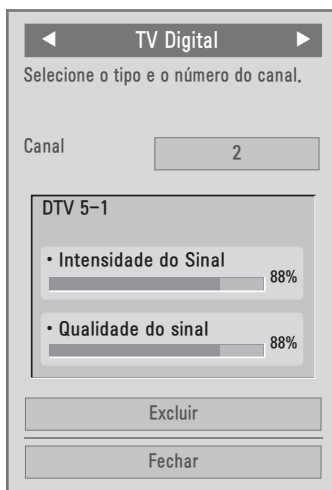 ◀ TV Digital ▶
Selecione o tipo e o número do canal.
Canal 2
DTV 5-1
• Intensidade do Sinal
88%
• Qualidade do sinal
88%
Excluir
Fechar